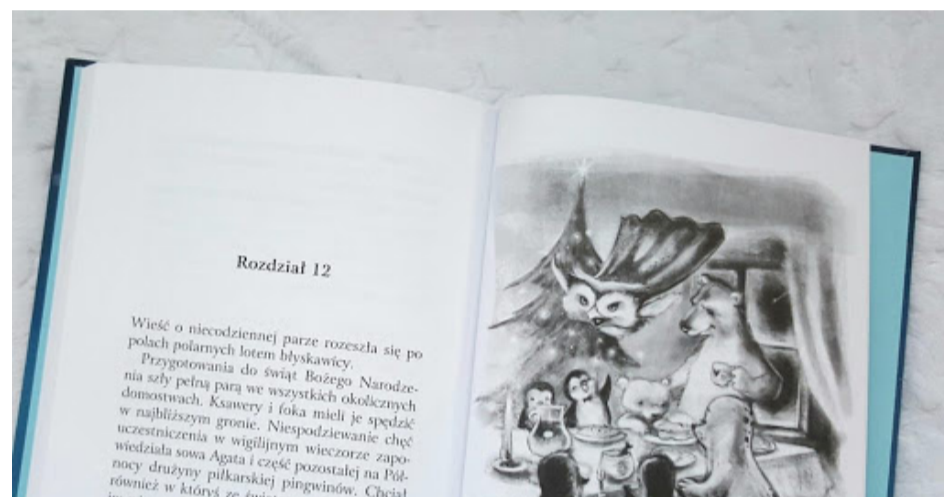 Rozdział 12
Wieść o niecodziennej parze rozeszła się po
polach polarnych lotem błyskawicy.
Przygotowania do świąt Bożego Narodze-
nia szły pełną parą we wszystkich okolicznych
domostwach. Ksawery i foka mieli je spędzić
w najbliższym gronie. Niespodziewanie chęć
uczestniczenia w wigilijnym wieczorze zapo-
wiedziała sowa Agata i część pozostałej na Pół-
nocy drużyny piłkarskiej pingwinów. Chciał
również w któryś ze